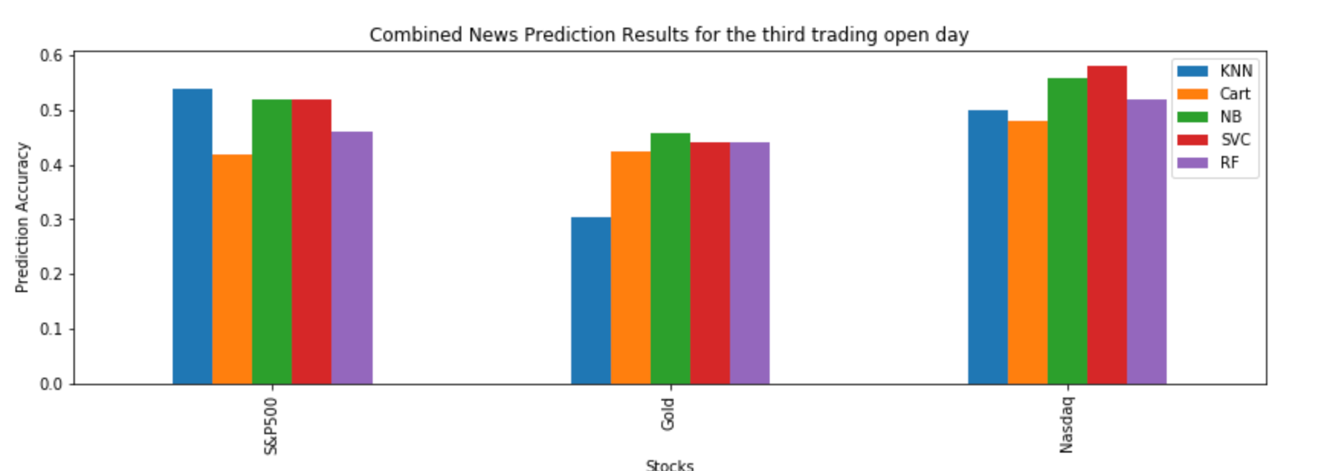 Combined News Prediction Results for the third trading open day
Prediction Accuracy
0.6
0.5
0.4
0.3
0.2
0.1
0.0
KNN
Cart
NB
SVC
RF
S&P500
Gold
Nasdaq
Stocks